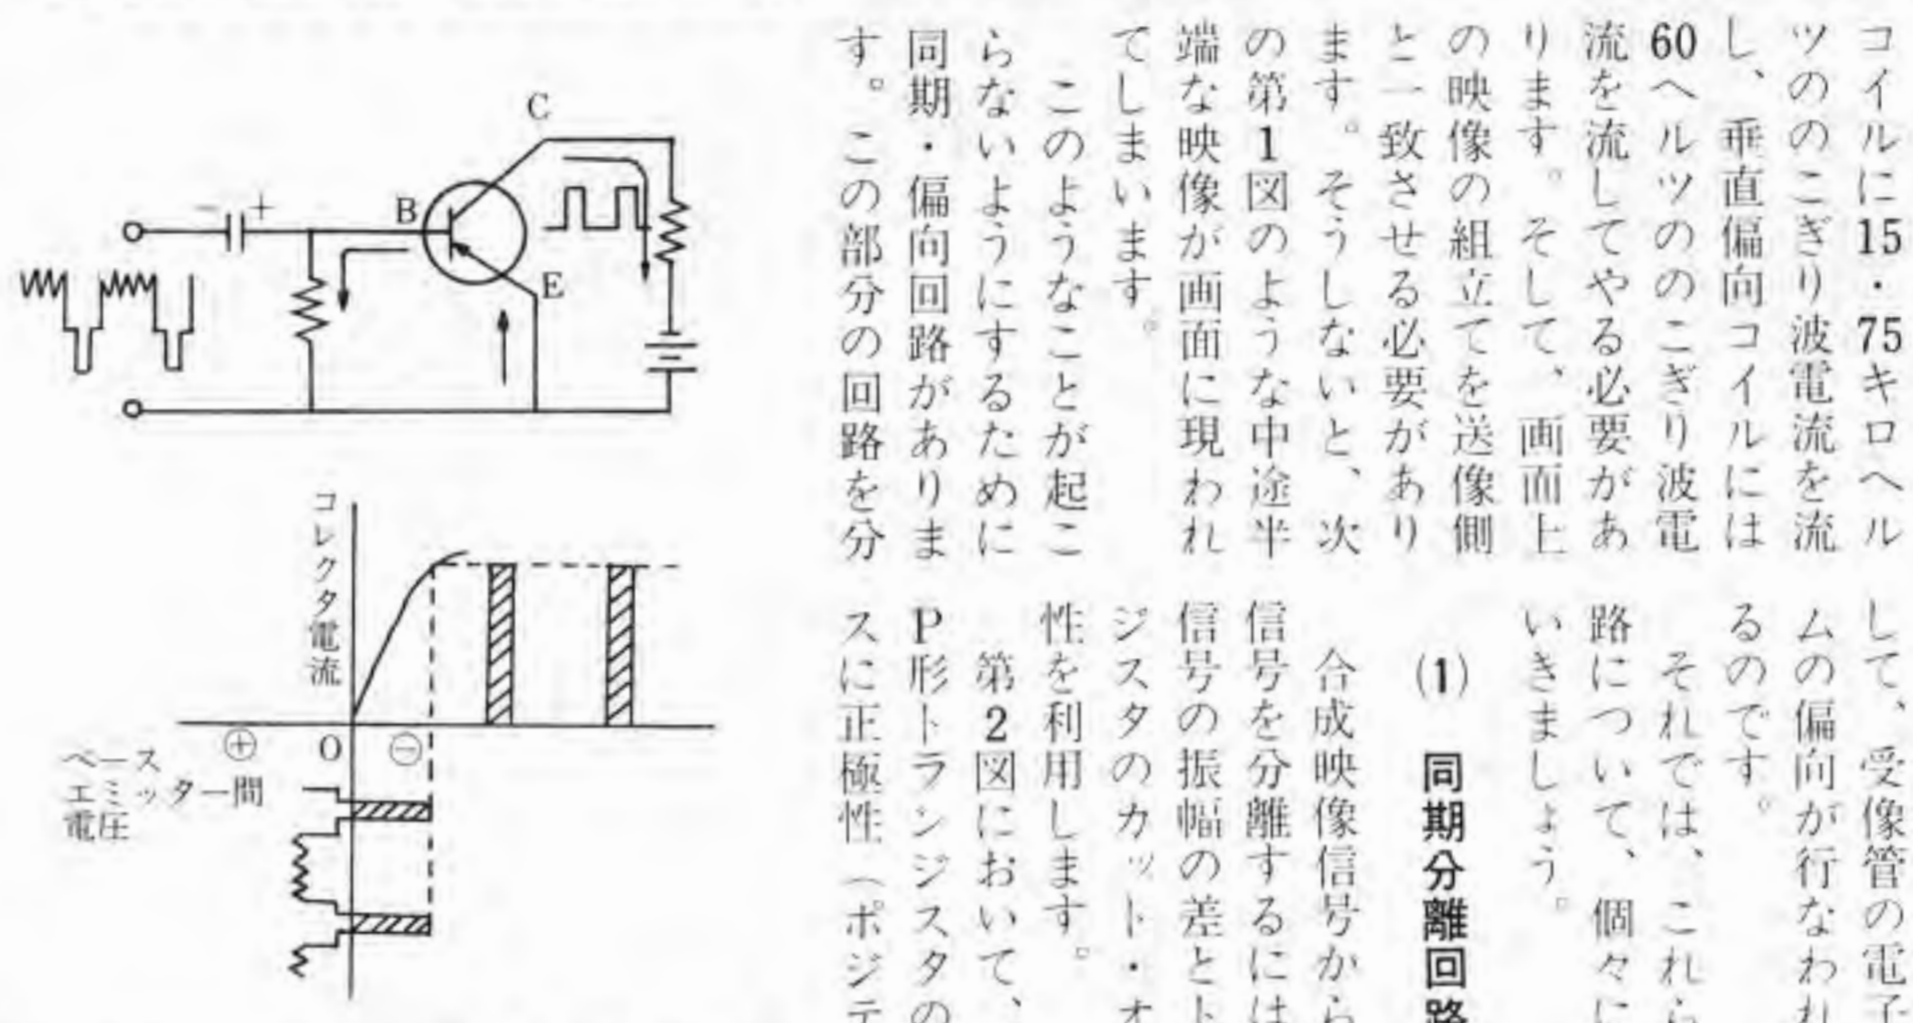 コイルに15・75キロヘル
ツののこぎり波電流を流
し、垂直偏向コイルには
60ヘルツののこぎり波電
流を流してやる必要があ
ります。そして、画面上
の映像の組立てを送像側
と一致させる必要があり
ます。そうしないと、次
の第1図のような中途半
端な映像が画面に現われ
てしまいます。
このようなことが起こ
らないようにするために
同期・偏向回路がありま
す。この部分の回路を分
して、受像管の電子
ムの偏向が行なわれ
るのです。
それでは、これら
路について、個々に
いきましょう。
(1) 同期分離回路
合成映像信号から
信号を分離するには
信号の振幅の差とト
ジスタのカット・オ
性を利用します。
第2図において、
P形トランジスタの
スに正極性（ポジテ
C
− +
B
E
コレクタ電流
⊕ O ⊖
ベース
エミッター間
電圧